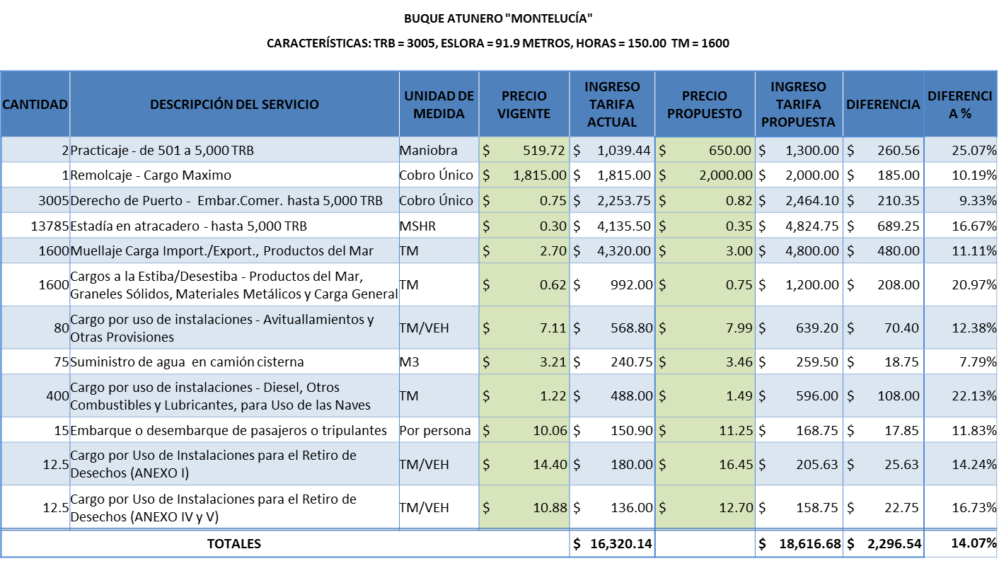 BUQUE ATUNERO "MONTELUCÍA"
CARACTERÍSTICAS: TRB = 3005, ESLORA = 91.9 METROS, HORAS = 150.00 TM = 1600
CANTIDAD DESCRIPCIÓN DEL SERVICIO UNIDAD DE MEDIDA PRECIO VIGENTE INGRESO TARIFA ACTUAL PRECIO PROPUESTO INGRESO TARIFA PROPUESTA DIFERENCIA DIFERENCI A %
2 Practicaje - de 501 a 5,000 TRB Maniobra $ 519.72 $ 1,039.44 $ 650.00 $ 1,300.00 $ 260.56 25.07%
1 Remolcaje - Cargo Maximo Cobro Único $ 1,815.00 $ 1,815.00 $ 2,000.00 $ 2,000.00 $ 185.00 10.19%
3005 Derecho de Puerto - Embar.Comer. hasta 5,000 TRB Cobro Único $ 0.75 $ 2,253.75 $ 0.82 $ 2,464.10 $ 210.35 9.33%
13785 Estadía en atracadero - hasta 5,000 TRB MSHR $ 0.30 $ 4,135.50 $ 0.35 $ 4,824.75 $ 689.25 16.67%
1600 Muellaje Carga Import./Export., Productos del Mar TM $ 2.70 $ 4,320.00 $ 3.00 $ 4,800.00 $ 480.00 11.11%
1600 Cargos a la Estiba/Desestiba - Productos del Mar, Graneles Sólidos, Materiales Metálicos y Carga General TM $ 0.62 $ 992.00 $ 0.75 $ 1,200.00 $ 208.00 20.97%
80 Cargo por uso de instalaciones - Avituallamientos y Otras Provisiones TM/VEH $ 7.11 $ 568.80 $ 7.99 $ 639.20 $ 70.40 12.38%
75 Suministro de agua en camión cisterna M3 $ 3.21 $ 240.75 $ 3.46 $ 259.50 $ 18.75 7.79%
400 Cargo por uso de instalaciones - Diesel, Otros Combustibles y Lubricantes, para Uso de las Naves TM $ 1.22 $ 488.00 $ 1.49 $ 596.00 $ 108.00 22.13%
15 Embarque o desembarque de pasajeros o tripulantes Por persona $ 10.06 $ 150.90 $ 11.25 $ 168.75 $ 17.85 11.83%
12.5 Cargo por Uso de Instalaciones para el Retiro de Desechos (ANEXO I) TM/VEH $ 14.40 $ 180.00 $ 16.45 $ 205.63 $ 25.63 14.24%
12.5 Cargo por Uso de Instalaciones para el Retiro de Desechos (ANEXO IV y V) TM/VEH $ 10.88 $ 136.00 $ 12.70 $ 158.75 $ 22.75 16.73%
TOTALES $ 16,320.14 $ 18,616.68 $ 2,296.54 14.07%